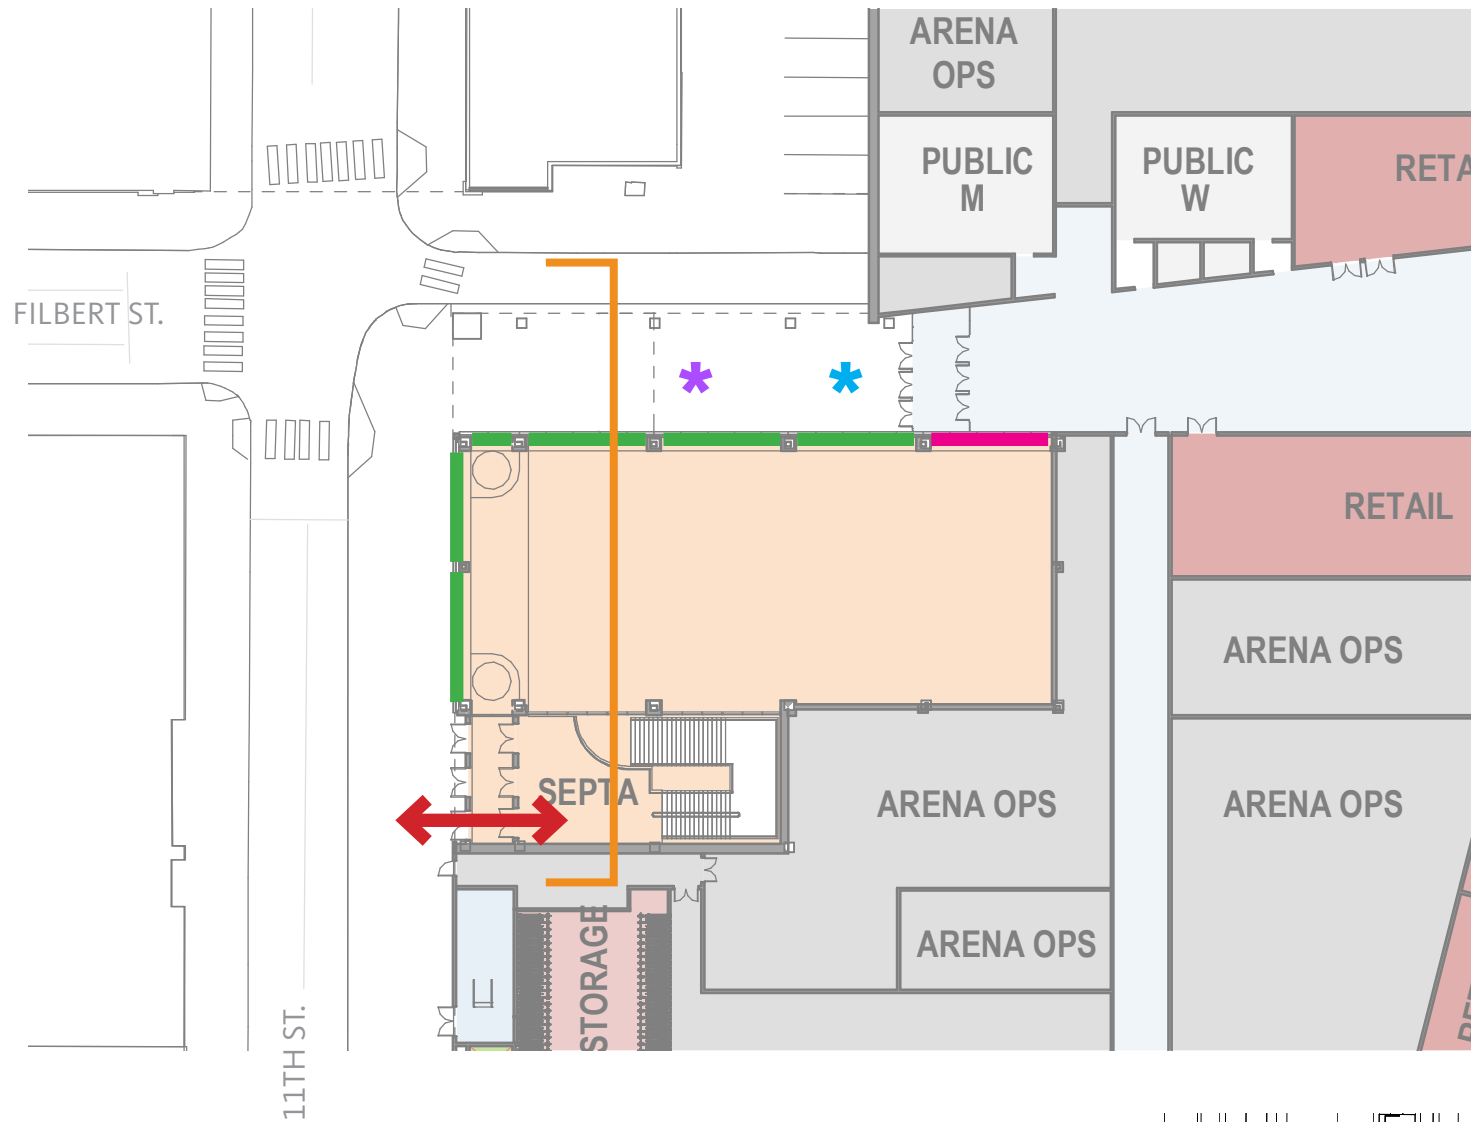 ARENA
OPS
PUBLIC
M
PUBLIC
W
RETA
FILBERT ST.
RETAIL
ARENA OPS
SEPTA
ARENA OPS
ARENA OPS
STORAGE
ARENA OPS
11TH ST.